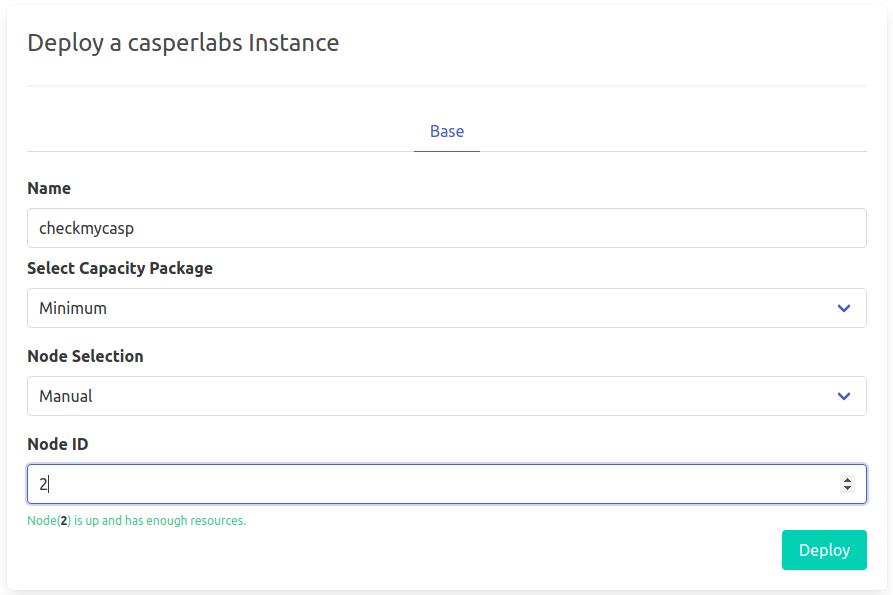 Deploy a casperlabs Instance
Base
Name
checkmycasp
Select Capacity Package
Minimum
Node Selection
Manual
Node ID
2
Node(2) is up and has enough resources.
Deploy